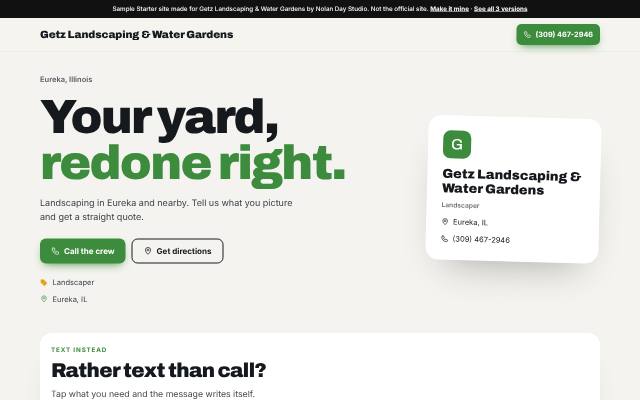 Sample Starter site made for Getz Landscaping & Water Gardens by Nolan Day Studio. Not the official site. Make it mine · See all 3 versions
Getz Landscaping & Water Gardens
(309) 467-2946
Eureka, Illinois
Your yard,
redone right.
Landscaping in Eureka and nearby. Tell us what you picture
and get a straight quote.
Call the crew
Get directions
Landscaper
Eureka, IL
G
Getz Landscaping &
Water Gardens
Landscaper
Eureka, IL
(309) 467-2946
TEXT INSTEAD
Rather text than call?
Tap what you need and the message writes itself.